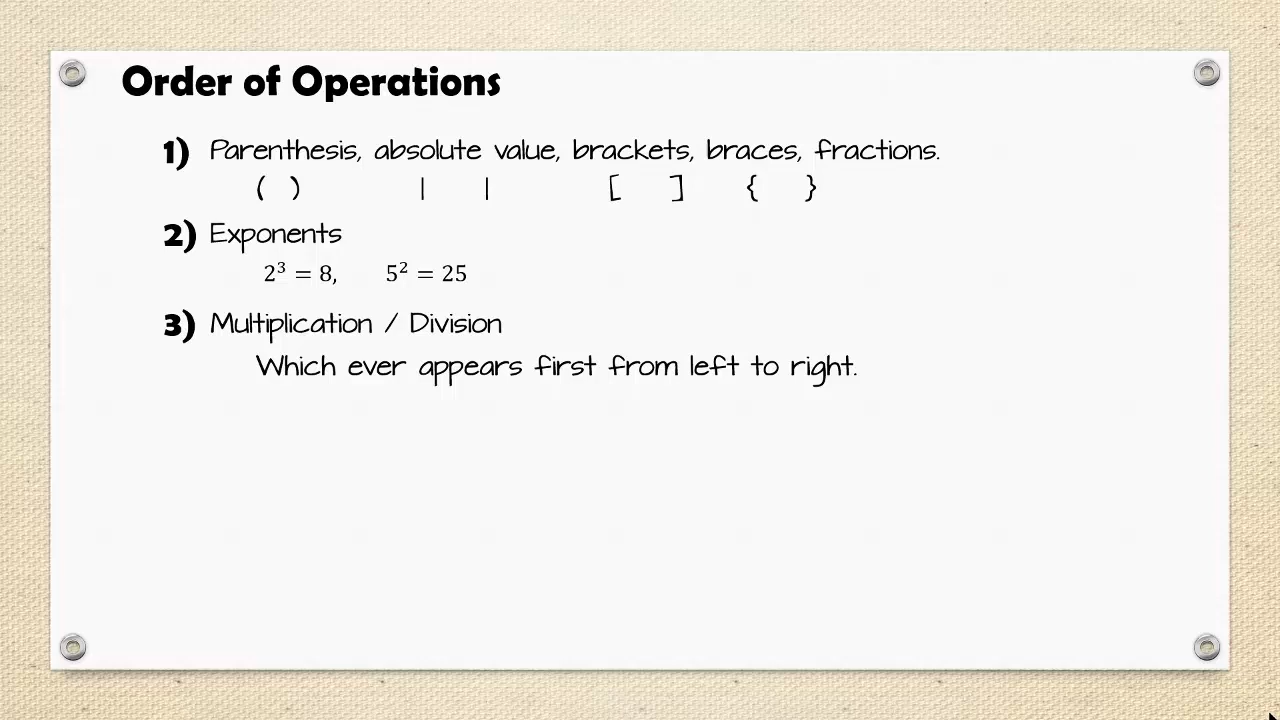 Order of Operations
1) Parenthesis, absolute value, brackets, braces, fractions.
( ) | | [ ] { }
2) Exponents
2³ = 8, 5² = 25
3) Multiplication / Division
Which ever appears first from left to right.